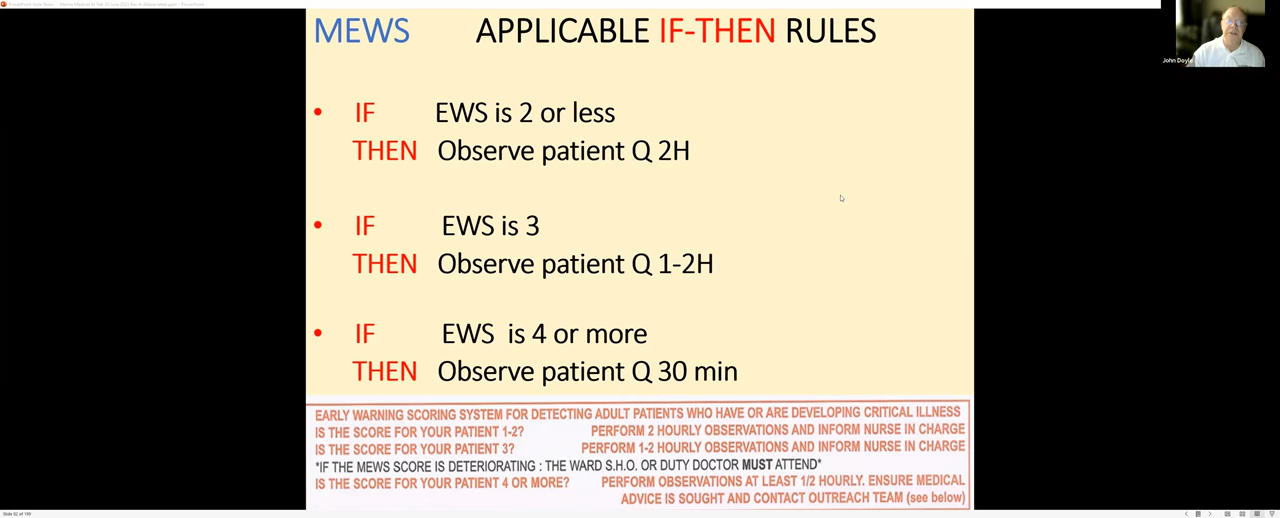 MEWS APPLICABLE IF-THEN RULES
John Doyle
• IF EWS is 2 or less
THEN Observe patient Q 2H
• IF EWS is 3
THEN Observe patient Q 1-2H
• IF EWS is 4 or more
THEN Observe patient Q 30 min
EARLY WARNING SCORING SYSTEM FOR DETECTING ADULT PATIENTS WHO HAVE OR ARE DEVELOPING CRITICAL ILLNESS
IS THE SCORE FOR YOUR PATIENT 1-2? PERFORM 2 HOURLY OBSERVATIONS AND INFORM NURSE IN CHARGE
IS THE SCORE FOR YOUR PATIENT 3? PERFORM 1-2 HOURLY OBSERVATIONS AND INFORM NURSE IN CHARGE
*IF THE MEWS SCORE IS DETERIORATING : THE WARD S.H.O. OR DUTY DOCTOR MUST ATTEND*
IS THE SCORE FOR YOUR PATIENT 4 OR MORE? PERFORM OBSERVATIONS AT LEAST 1/2 HOURLY. ENSURE MEDICAL
ADVICE IS SOUGHT AND CONTACT OUTREACH TEAM (see below)